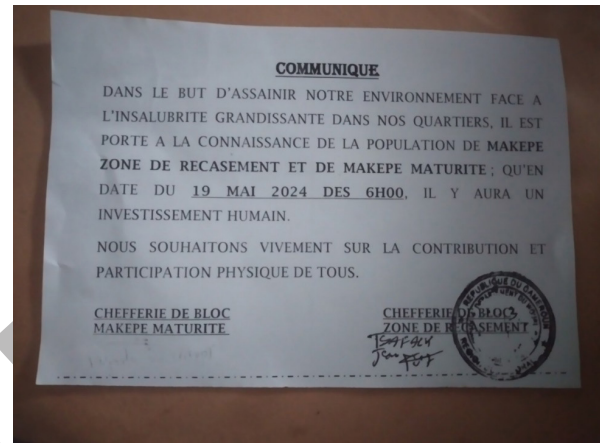 COMMUNIQUE
DANS LE BUT D'ASSAINIR NOTRE ENVIRONNEMENT FACE A
L'INSALUBRITE GRANDISSANTE DANS NOS QUARTIERS, IL EST
PORTE A LA CONNAISSANCE DE LA POPULATION DE MAKEPE
ZONE DE RECASEMENT ET DE MAKEPE MATURITE ; QU'EN
DATE DU 19 MAI 2024 DES 6H00, IL Y AURA UN
INVESTISSEMENT HUMAIN.
NOUS SOUHAITONS VIVEMENT SUR LA CONTRIBUTION ET
PARTICIPATION PHYSIQUE DE TOUS.
CHEFFERIE DE BLOC
MAKEPE MATURITE
CHEFFERIE DE BLOC3
ZONE DE RECASEMENT
REPUBLIQUE DU CAMEROUN